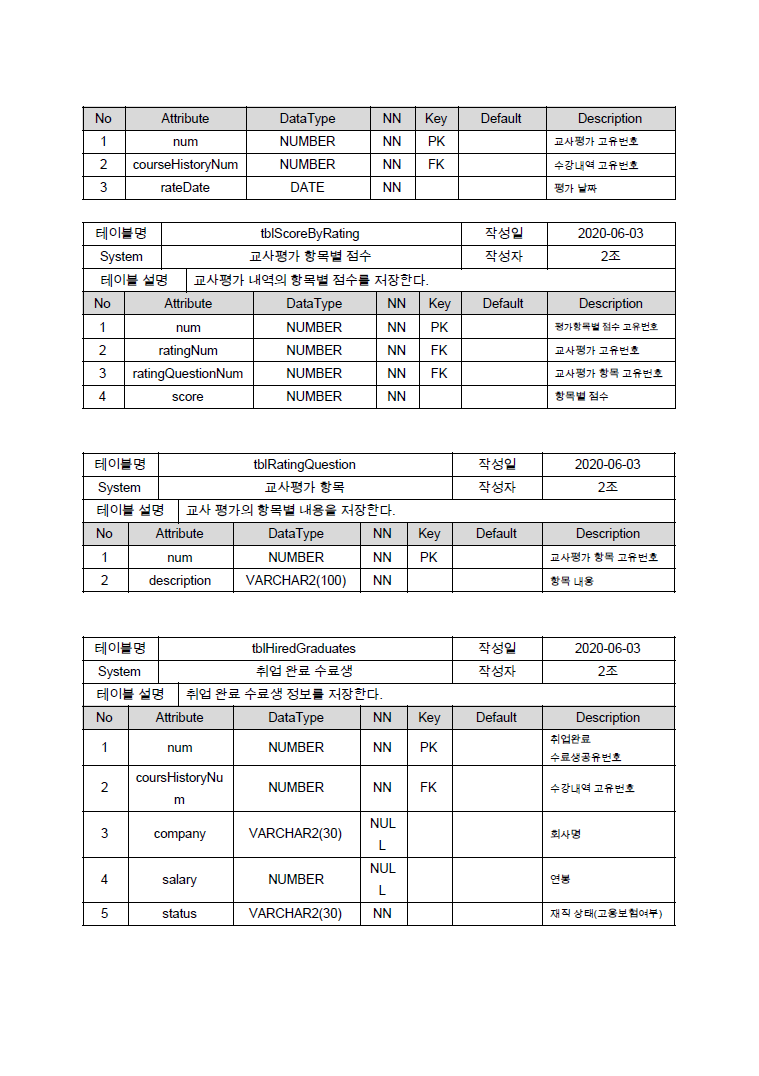 No Attribute DataType NN Key Default Description
1 num NUMBER NN PK 교사평가 고유번호
2 courseHistoryNum NUMBER NN FK 수강내역 고유번호
3 rateDate DATE NN 평가 날짜
테이블명 tblScoreByRating 작성일 2020-06-03
System 교사평가 항목별 점수 작성자 2조
테이블 설명 교사평가 내역의 항목별 점수를 저장한다.
No Attribute DataType NN Key Default Description
1 num NUMBER NN PK 평가항목별 점수 고유번호
2 ratingNum NUMBER NN FK 교사평가 고유번호
3 ratingQuestionNum NUMBER NN FK 교사평가 항목 고유번호
4 score NUMBER NN 항목별 점수
테이블명 tblRatingQuestion 작성일 2020-06-03
System 교사평가 항목 작성자 2조
테이블 설명 교사 평가의 항목별 내용을 저장한다.
No Attribute DataType NN Key Default Description
1 num NUMBER NN PK 교사평가 항목 고유번호
2 description VARCHAR2(100) NN 항목 내용
테이블명 tblHiredGraduates 작성일 2020-06-03
System 취업 완료 수료생 작성자 2조
테이블 설명 취업 완료 수료생 정보를 저장한다.
No Attribute DataType NN Key Default Description
1 num NUMBER NN PK 취업완료
수료생공유번호
2 coursHistoryNu
m NUMBER NN FK 수강내역 고유번호
3 company VARCHAR2(30) NUL
L 회사명
4 salary NUMBER NUL
L 연봉
5 status VARCHAR2(30) NN 재직 상태(고용보험여부)